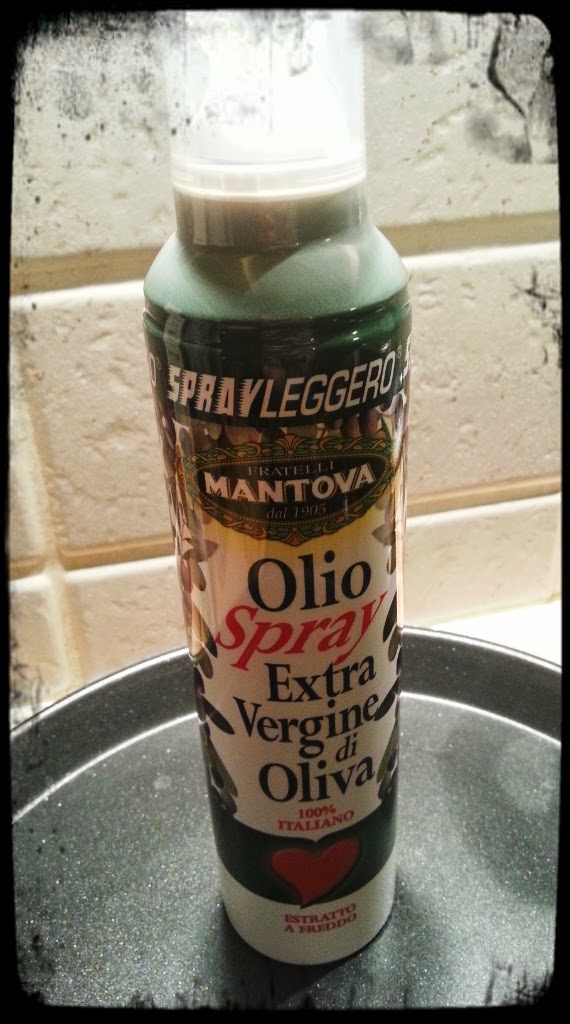 SPRAYLEGGERO®
FRATELLI
MANTOVA
dal 1905
Olio
Spray
Extra
Vergine
di
Oliva
100%
ITALIANO
ESTRATTO
A FREDDO